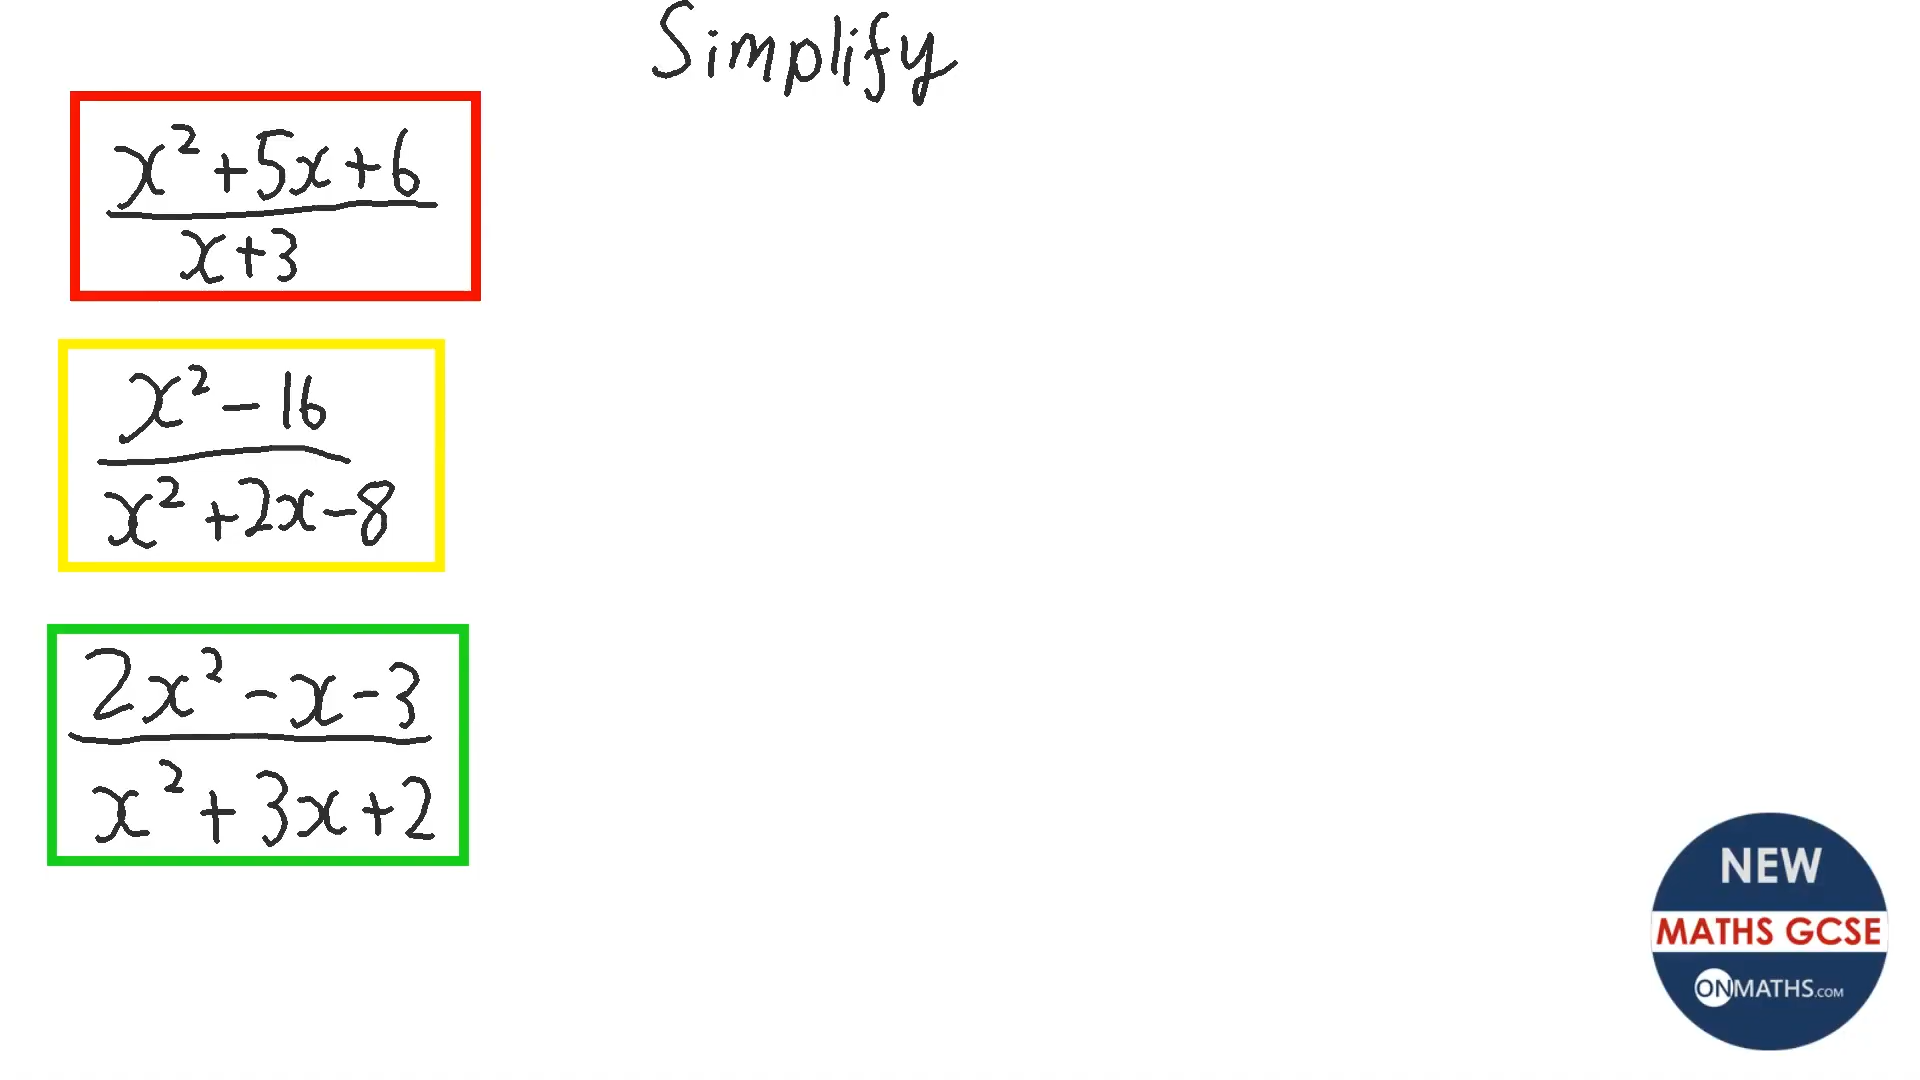 Simplify
x² + 5x + 6
x + 3
x² - 16
x² + 2x - 8
2x² - x - 3
x² + 3x + 2
NEW
MATHS GCSE
ONMATHS.COM